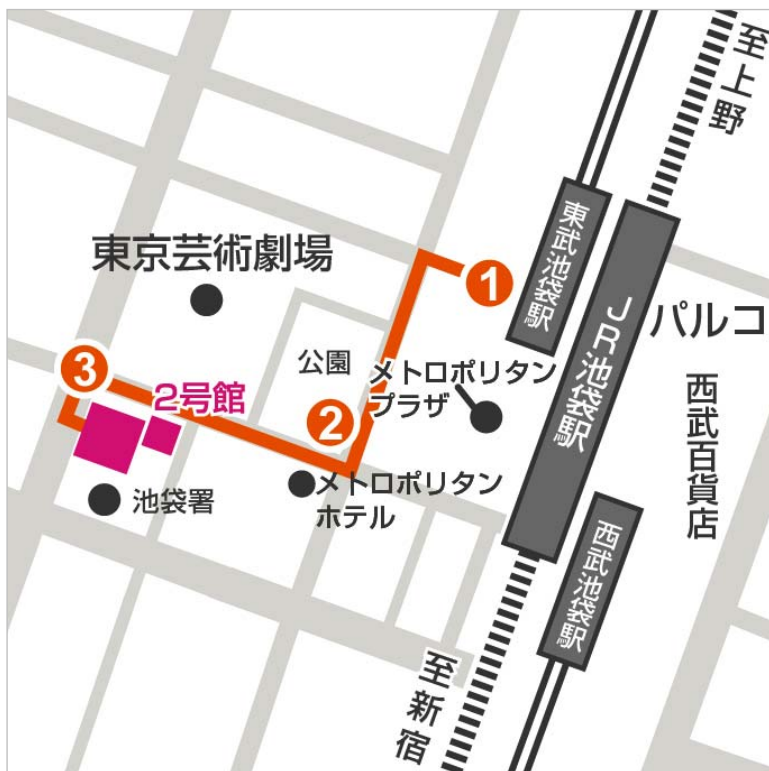 至上野
東武池袋駅
JR池袋駅
パルコ
西武百貨店
東京芸術劇場
1
公園
メトロポリタン
プラザ
3
2号館
2
池袋署
メトロポリタン
ホテル
西武池袋駅
至新宿